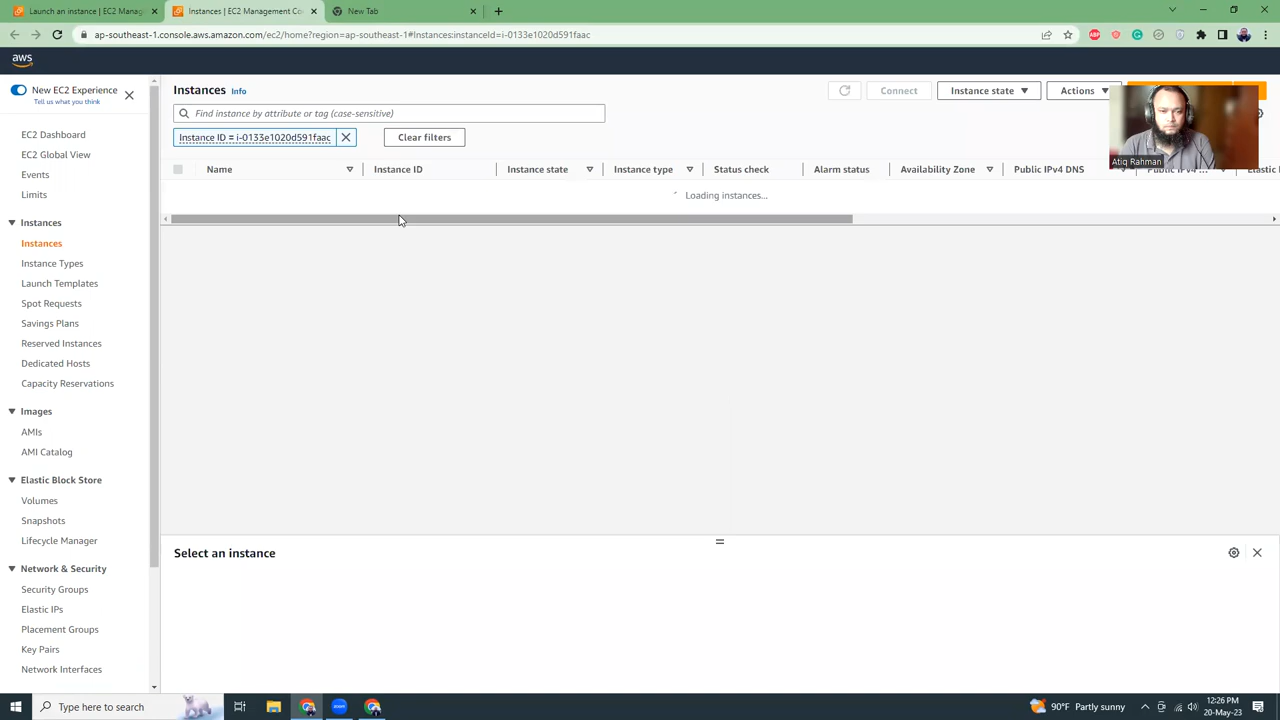 Launch an instance | EC2 Manag
Instances | EC2 Management Co
New Tab
ap-southeast-1.console.aws.amazon.com/ec2/home?region=ap-southeast-1#Instances:instanceId=i-0133e1020d591faac
aws
New EC2 Experience
Tell us what you think
EC2 Dashboard
EC2 Global View
Events
Limits
Instances
Instances
Instance Types
Launch Templates
Spot Requests
Savings Plans
Reserved Instances
Dedicated Hosts
Capacity Reservations
Images
AMIs
AMI Catalog
Elastic Block Store
Volumes
Snapshots
Lifecycle Manager
Network & Security
Security Groups
Elastic IPs
Placement Groups
Key Pairs
Network Interfaces
Instances Info
Connect
Instance state
Actions
Find instance by attribute or tag (case-sensitive)
Instance ID = i-0133e1020d591faac
Clear filters
Atiq Rahman
Name Instance ID Instance state Instance type Status check Alarm status Availability Zone Public IPv4 DNS Public IPv4 ... Elastic
Loading instances...
Select an instance
Type here to search
zoom
90°F Partly sunny
12:26 PM
20-May-23